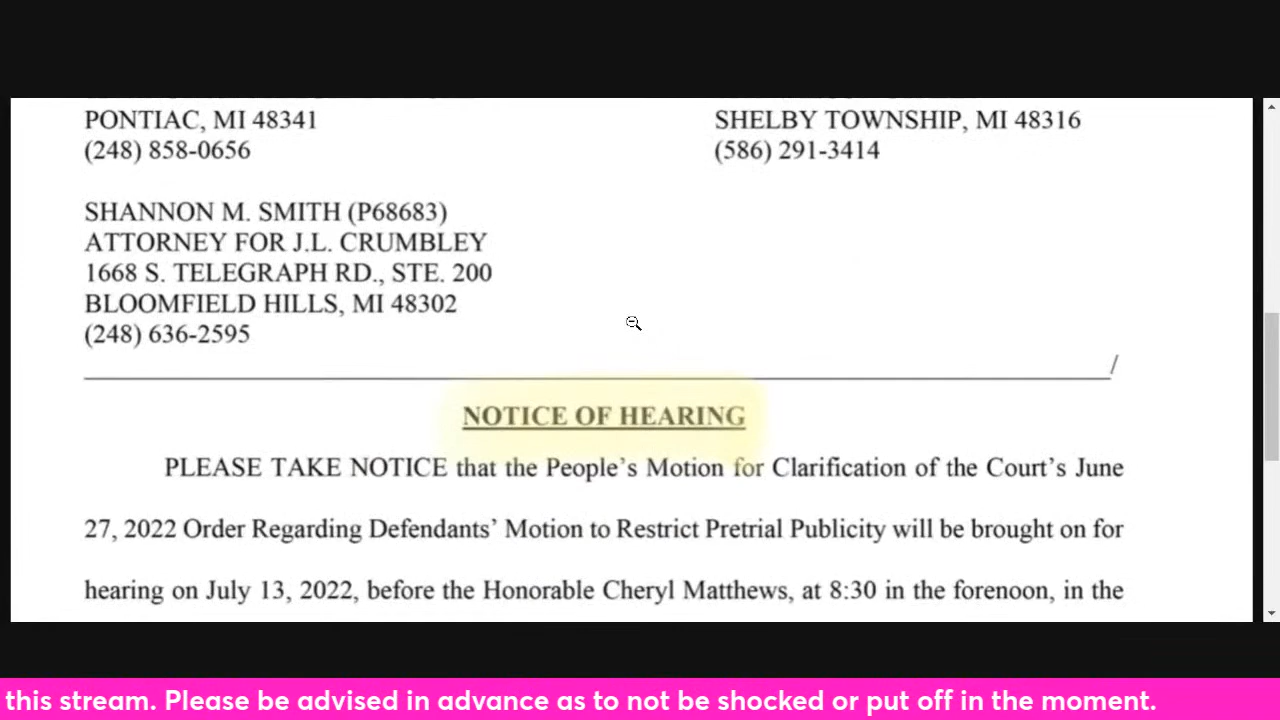 PONTIAC, MI 48341
(248) 858-0656
SHELBY TOWNSHIP, MI 48316
(586) 291-3414
SHANNON M. SMITH (P68683)
ATTORNEY FOR J.L. CRUMBLEY
1668 S. TELEGRAPH RD., STE. 200
BLOOMFIELD HILLS, MI 48302
(248) 636-2595
/
NOTICE OF HEARING
PLEASE TAKE NOTICE that the People's Motion for Clarification of the Court's June
27, 2022 Order Regarding Defendants' Motion to Restrict Pretrial Publicity will be brought on for
hearing on July 13, 2022, before the Honorable Cheryl Matthews, at 8:30 in the forenoon, in the
this stream. Please be advised in advance as to not be shocked or put off in the moment.